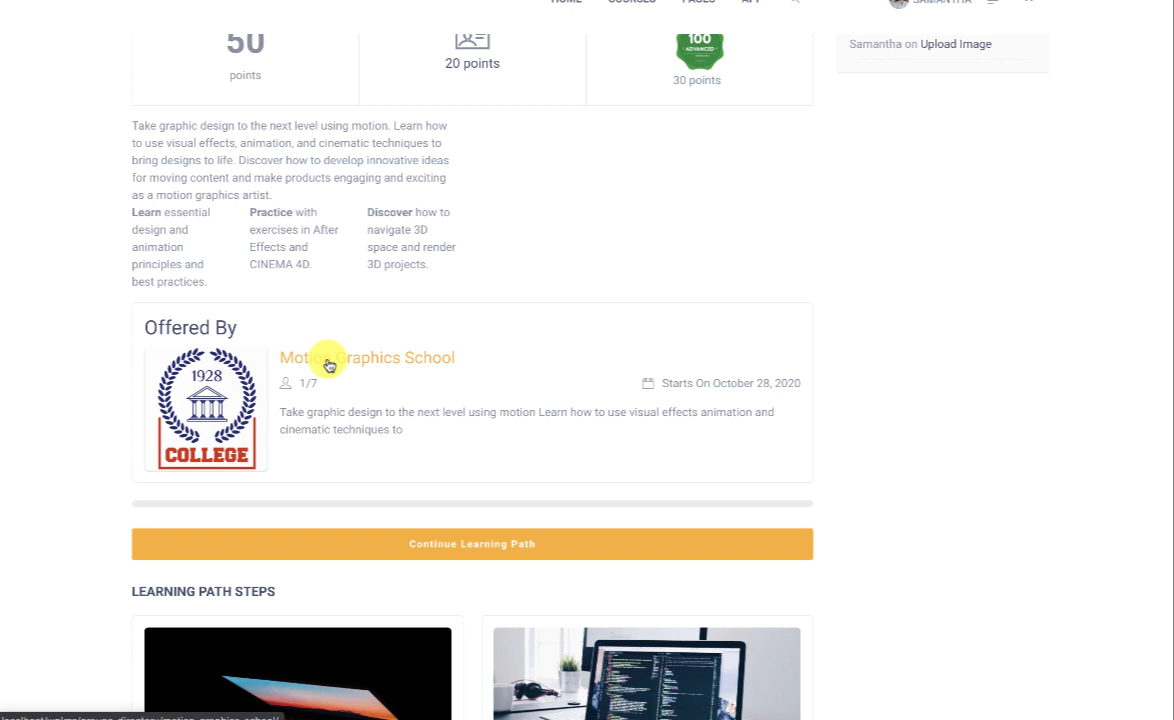 HOME COURSES PAGES APP SAMANTHA
50
points
20 points
100
ADVANCED
30 points
Samantha on Upload Image
Take graphic design to the next level using motion. Learn how
to use visual effects, animation, and cinematic techniques to
bring designs to life. Discover how to develop innovative ideas
for moving content and make products engaging and exciting
as a motion graphics artist.
Learn essential
design and
animation
principles and
best practices.
Practice with
exercises in After
Effects and
CINEMA 4D.
Discover how to
navigate 3D
space and render
3D projects.
Offered By
1928
COLLEGE
Motion Graphics School
1/7
Starts On October 28, 2020
Take graphic design to the next level using motion Learn how to use visual effects animation and
cinematic techniques to
Continue Learning Path
LEARNING PATH STEPS